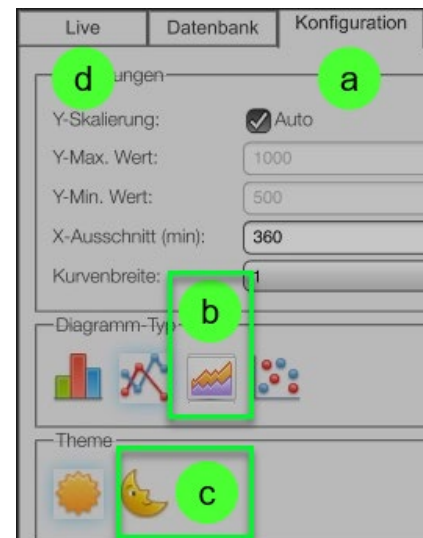 Live Datenbank Konfiguration
d ungen a
Y-Skalierung: Auto
Y-Max. Wert: 1000
Y-Min. Wert: 500
X-Ausschnitt (min): 360
Kurvenbreite: 1
b
Diagramm-Typ
Theme
c